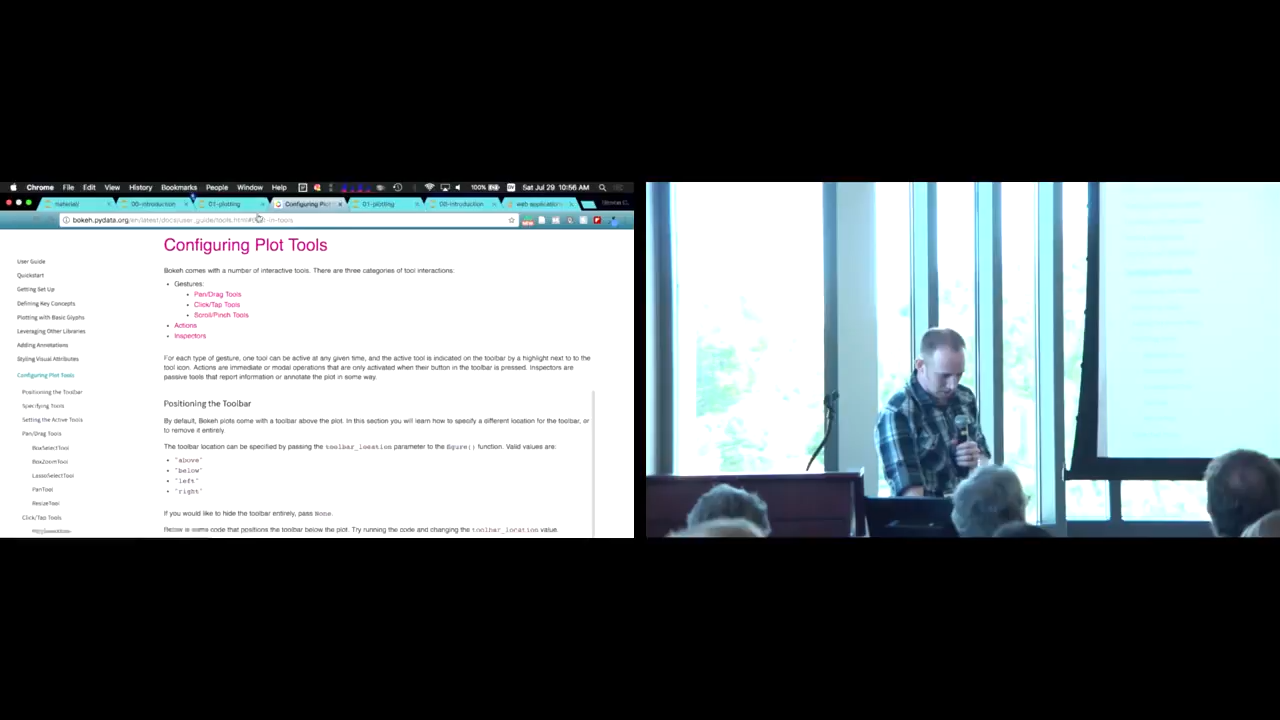 Chrome File Edit View History Bookmarks People Window Help 100% Sat Jul 29 10:56 AM
material/ 00-introduction 01-plotting Configuring Plot 01-plotting 00-introduction web application
bokeh.pydata.org/en/latest/docs/user_guide/tools.html
Configuring Plot Tools
Bokeh comes with a number of interactive tools. There are three categories of tool interactions:
• Gestures:
• Pan/Drag Tools
• Click/Tap Tools
• Scroll/Pinch Tools
• Actions
• Inspectors
For each type of gesture, one tool can be active at any given time, and the active tool is indicated on the toolbar by a highlight next to to the
tool icon. Actions are immediate or modal operations that are only activated when their button in the toolbar is pressed. Inspectors are
passive tools that report information or annotate the plot in some way.
Positioning the Toolbar
By default, Bokeh plots come with a toolbar above the plot. In this section you will learn how to specify a different location for the toolbar, or
to remove it entirely.
The toolbar location can be specified by passing the toolbar_location parameter to the figure() function. Valid values are:
• "above"
• "below"
• "left"
• "right"
If you would like to hide the toolbar entirely, pass None.
Below is some code that positions the toolbar below the plot. Try running the code and changing the toolbar_location value.
User Guide
Quickstart
Getting Set Up
Defining Key Concepts
Plotting with Basic Glyphs
Leveraging Other Libraries
Adding Annotations
Styling Visual Attributes
Configuring Plot Tools
Positioning the Toolbar
Specifying Tools
Setting the Active Tools
Pan/Drag Tools
BoxSelectTool
BoxZoomTool
LassoSelectTool
PanTool
ResizeTool
Click/Tap Tools